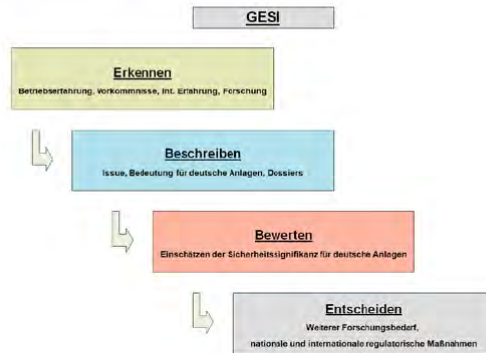 GESI
Erkennen
Betriebserfahrung, Vorkommnisse, Int. Erfahrung, Forschung
Beschreiben
Issue, Bedeutung für deutsche Anlagen, Dossiers
Bewerten
Einschätzen der Sicherheitssignifikanz für deutsche Anlagen
Entscheiden
Weiterer Forschungsbedarf,
nationale und internationale regulatorische Maßnahmen